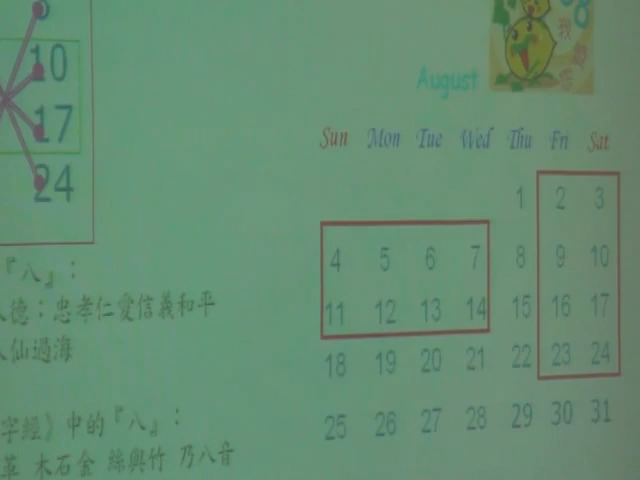 10
17
24
『八』：
德：忠孝仁愛信義和平
仙過海
字經》中的『八』：
革 木石金 絲與竹 乃八音
August
Sun Mon Tue Wed Thu Fri Sat
1 2 3
4 5 6 7 8 9 10
11 12 13 14 15 16 17
18 19 20 21 22 23 24
25 26 27 28 29 30 31